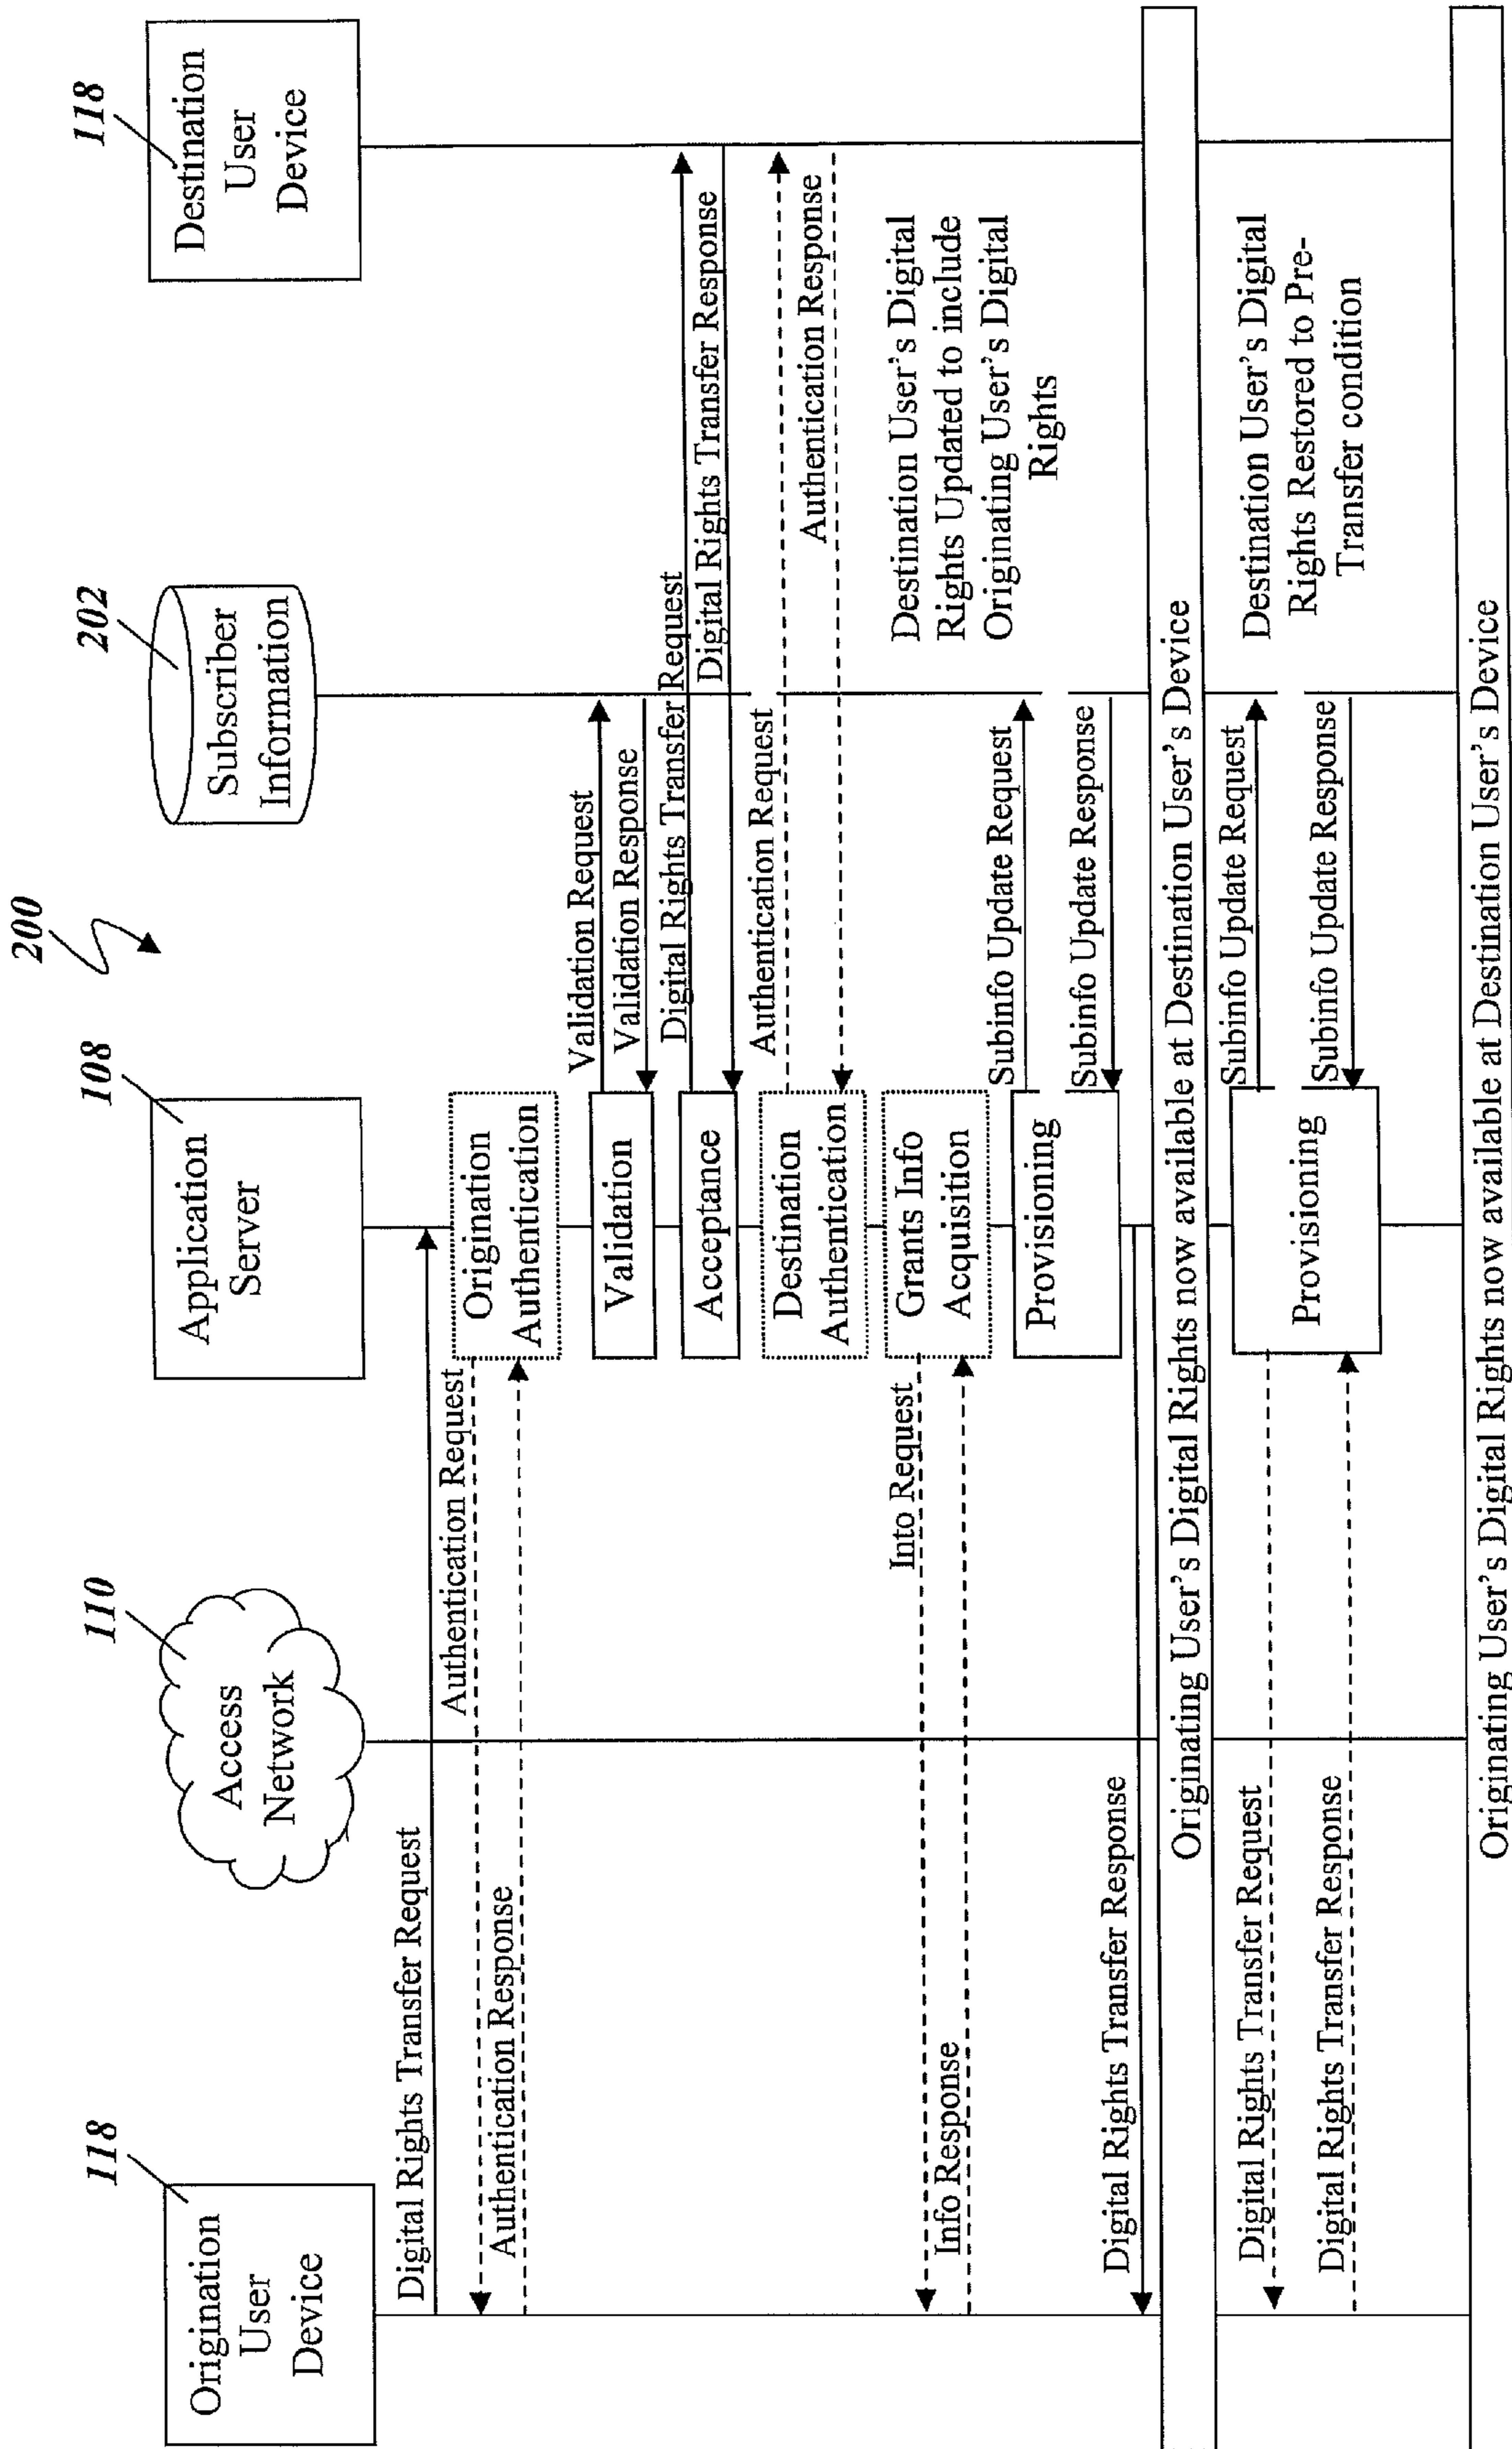 200
118
Origination
User
Device
110
Access
Network
108
Application
Server
202
Subscriber
Information
118
Destination
User
Device
Digital Rights Transfer Request
Authentication Request
Authentication Response
Origination
Authentication
Validation Request
Validation
Validation Response
Digital Rights Transfer Request
Acceptance
Digital Rights Transfer Response
Authentication Request
Destination
Authentication
Authentication Response
Into Request
Grants Info
Acquisition
Info Response
Destination User's Digital
Rights Updated to include
Originating User's Digital
Rights
Subinfo Update Request
Provisioning
Subinfo Update Response
Digital Rights Transfer Response
Originating User's Digital Rights now available at Destination User's Device
Subinfo Update Request
Digital Rights Transfer Request
Provisioning
Subinfo Update Response
Digital Rights Transfer Response
Destination User's Digital
Rights Restored to Pre-
Transfer condition
Originating User's Digital Rights now available at Destination User's Device